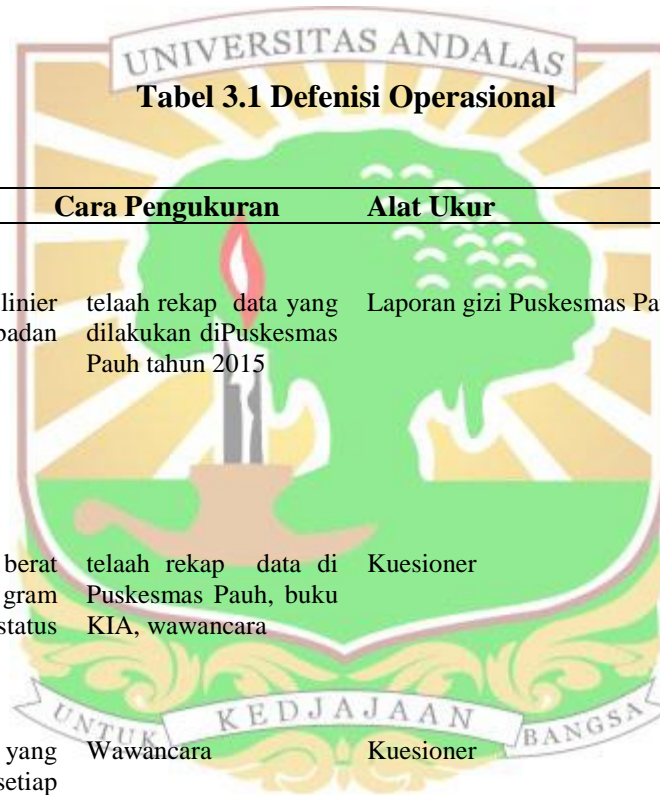 UNIVERSITAS ANDALAS
Tabel 3.1 Defenisi Operasional
Cara Pengukuran Alat Ukur
linier telaah rekap data yang Laporan gizi Puskesmas Pa
badan dilakukan diPuskesmas
Pauh tahun 2015
berat telaah rekap data di Kuesioner
gram Puskesmas Pauh, buku
status KIA, wawancara
UNTUK KEDJAJAAN BANGSA
yang Wawancara Kuesioner
setiap